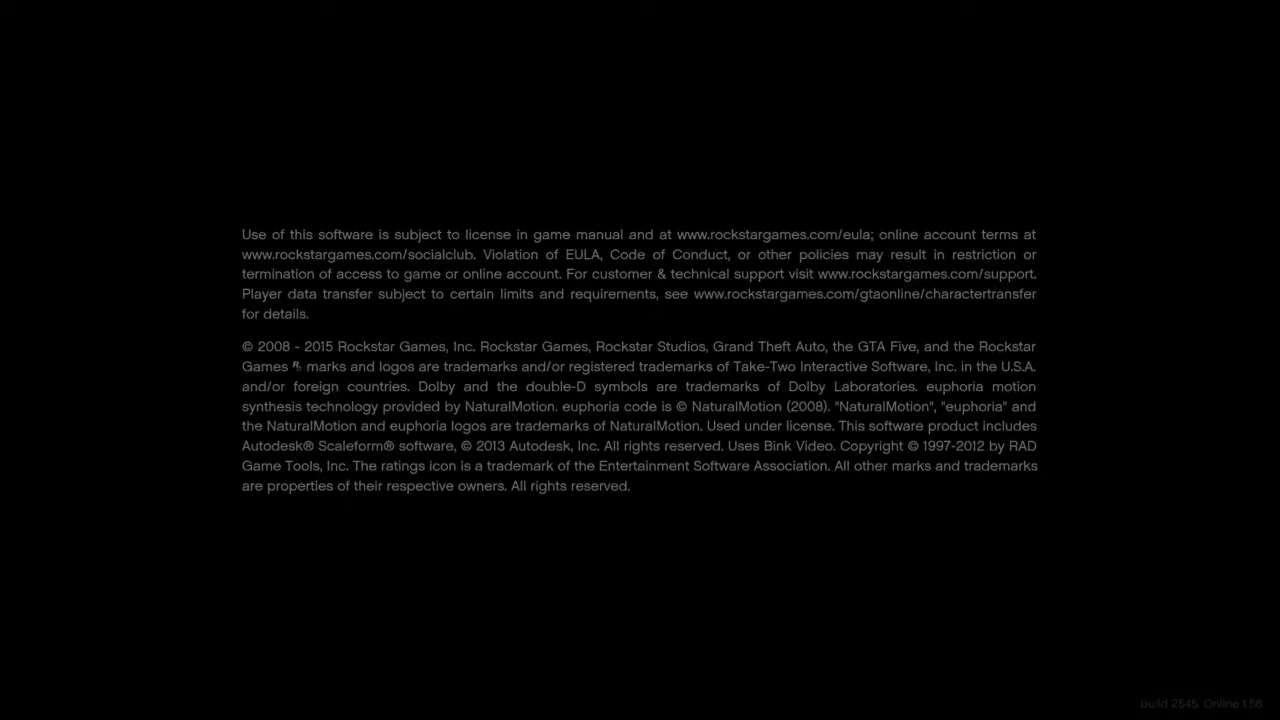 Use of this software is subject to license in game manual and at www.rockstargames.com/eula; online account terms at
www.rockstargames.com/socialclub. Violation of EULA, Code of Conduct, or other policies may result in restriction or
termination of access to game or online account. For customer & technical support visit www.rockstargames.com/support.
Player data transfer subject to certain limits and requirements, see www.rockstargames.com/gtaonline/charactertransfer
for details.
© 2008 - 2015 Rockstar Games, Inc. Rockstar Games, Rockstar Studios, Grand Theft Auto, the GTA Five, and the Rockstar
Games R* marks and logos are trademarks and/or registered trademarks of Take-Two Interactive Software, Inc. in the U.S.A.
and/or foreign countries. Dolby and the double-D symbols are trademarks of Dolby Laboratories. euphoria motion
synthesis technology provided by NaturalMotion. euphoria code is © NaturalMotion (2008). "NaturalMotion", "euphoria" and
the NaturalMotion and euphoria logos are trademarks of NaturalMotion. Used under license. This software product includes
Autodesk® Scaleform® software, © 2013 Autodesk, Inc. All rights reserved. Uses Bink Video. Copyright © 1997-2012 by RAD
Game Tools, Inc. The ratings icon is a trademark of the Entertainment Software Association. All other marks and trademarks
are properties of their respective owners. All rights reserved.
Build 2545. Online 1.58.